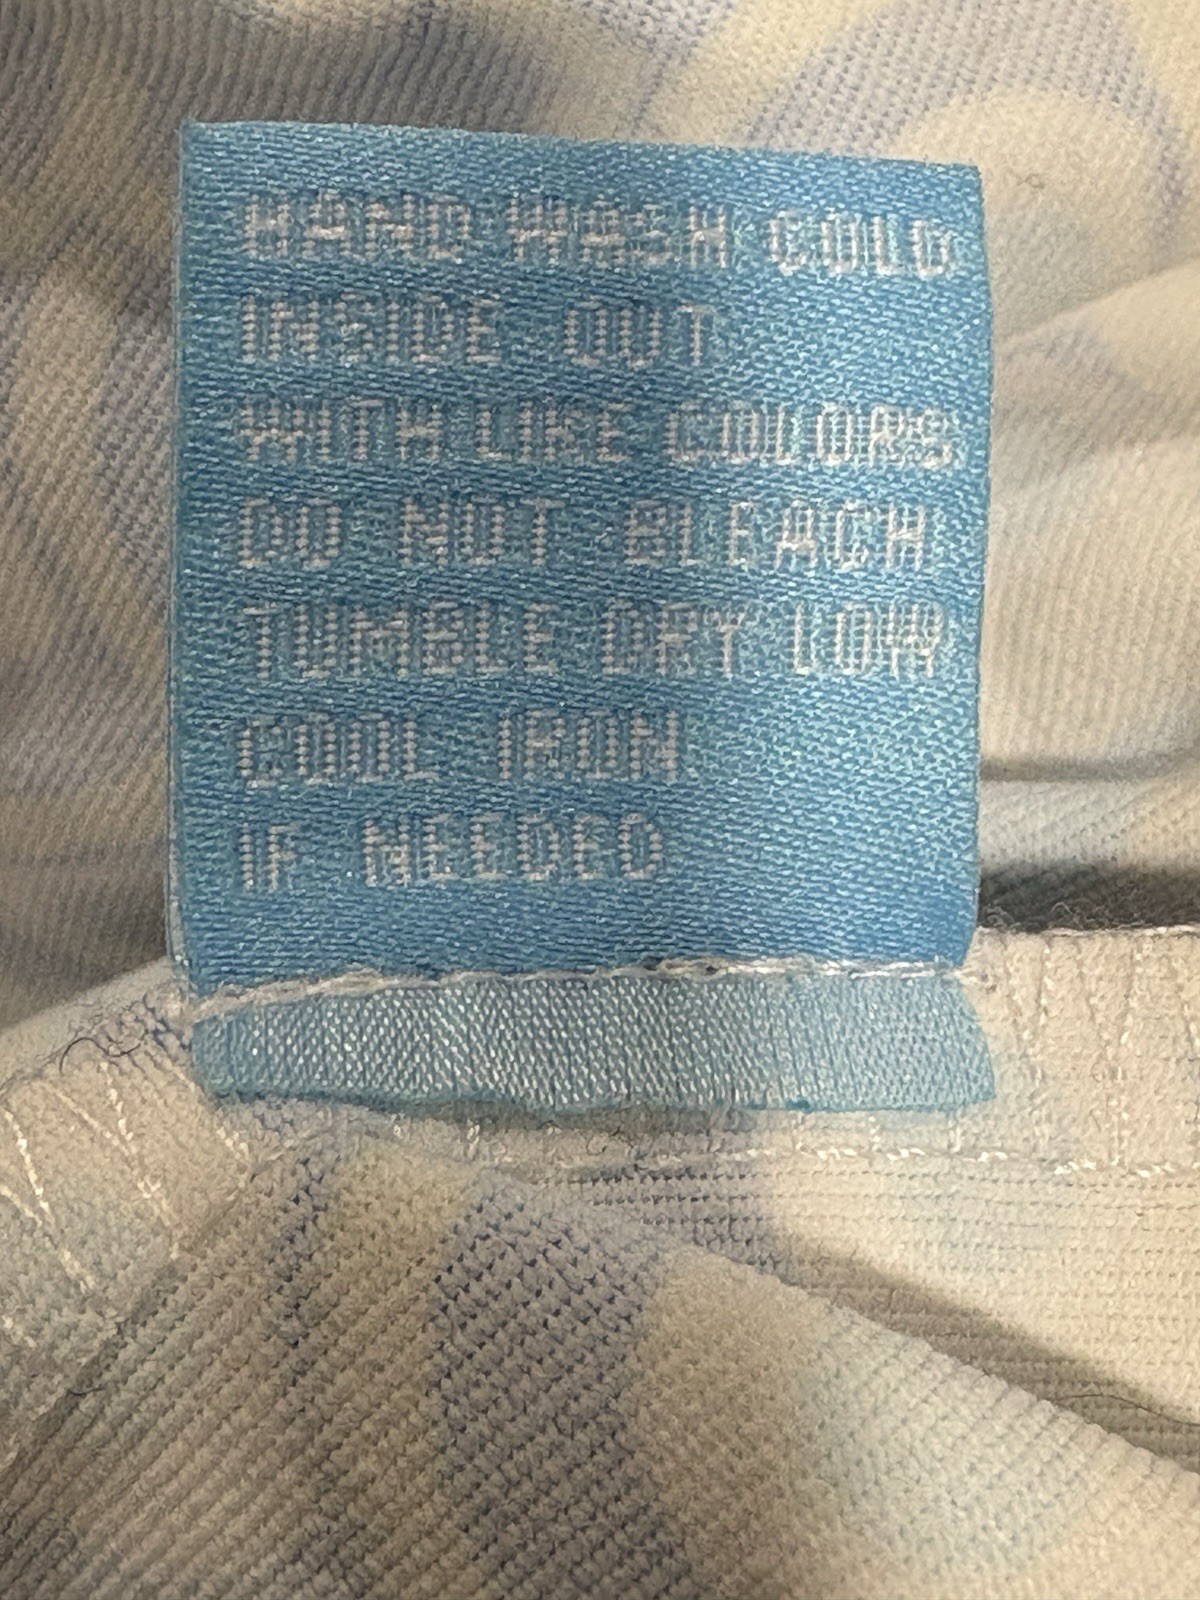 HAND WASH COLD
INSIDE OUT
WITH LIKE COLORS
DO NOT BLEACH
TUMBLE DRY LOW
COOL IRON
IF NEEDED